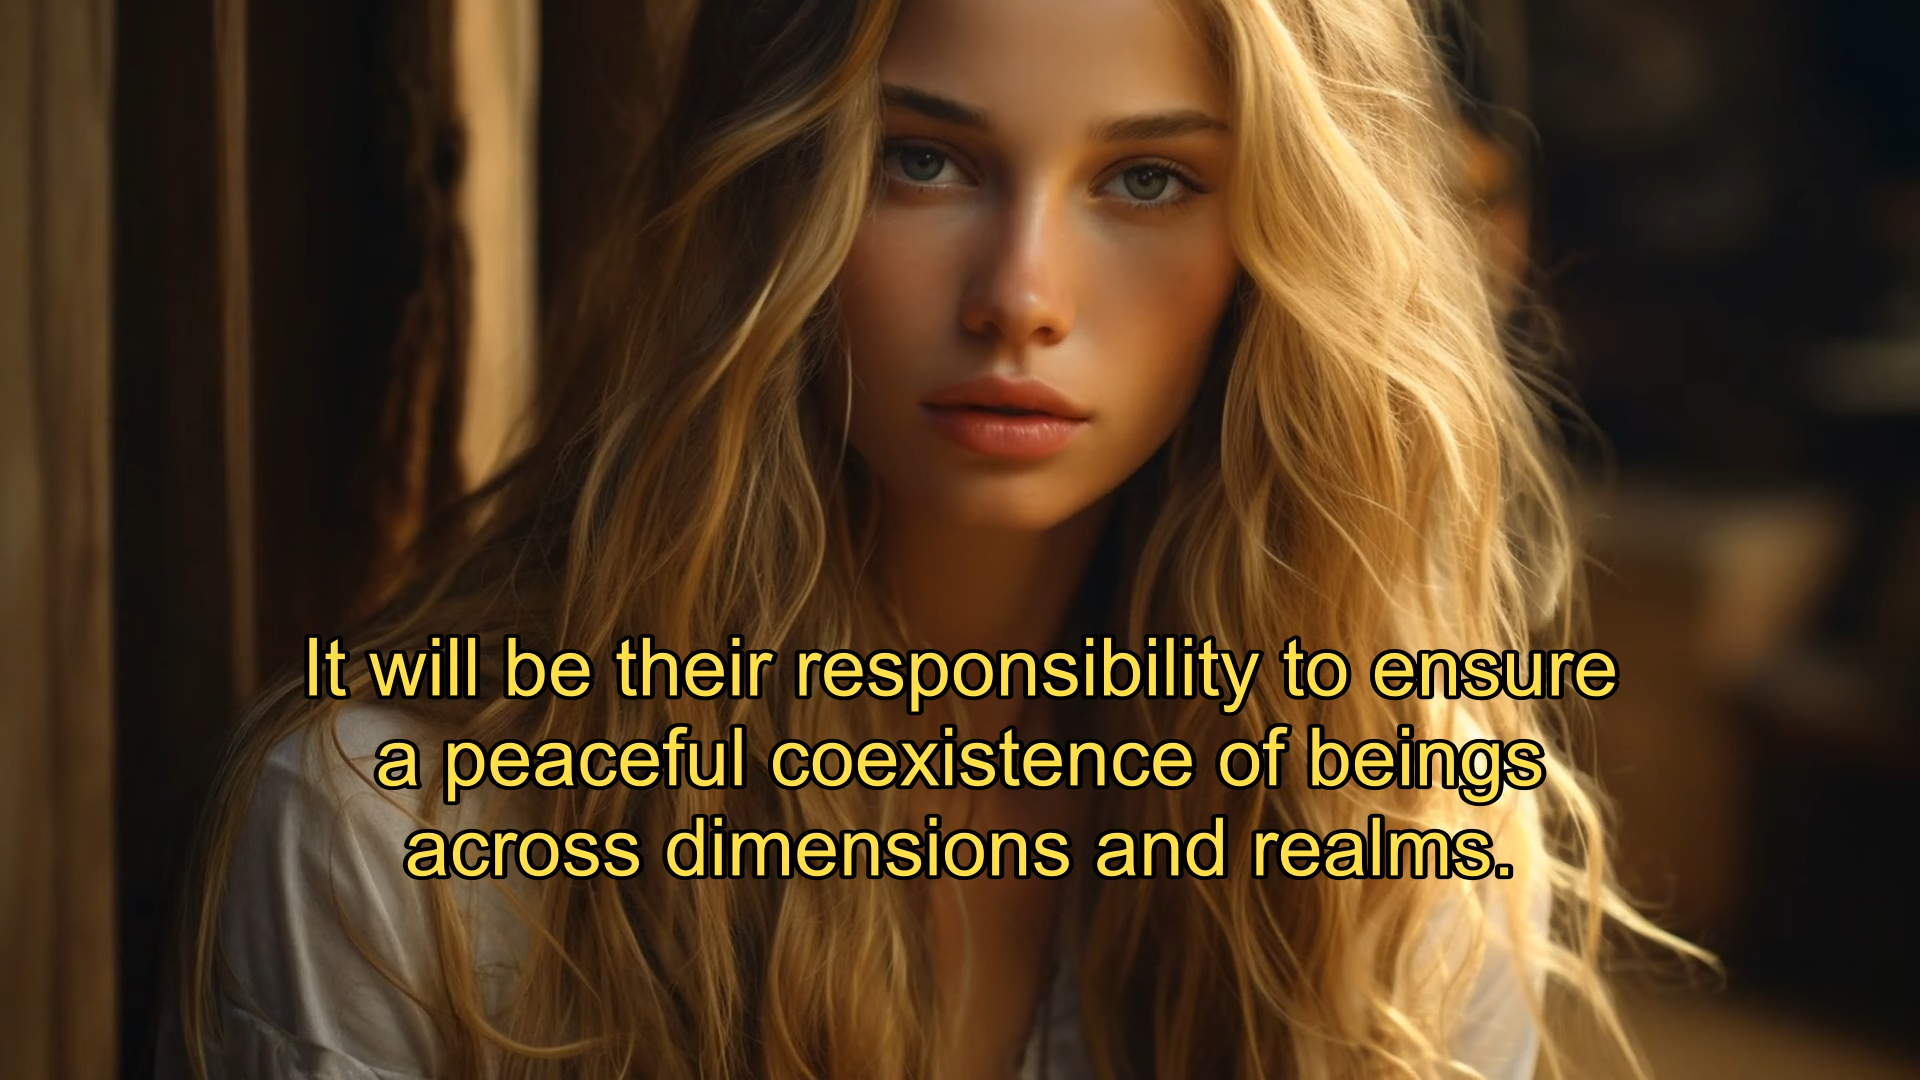 It will be their responsibility to ensure
a peaceful coexistence of beings
across dimensions and realms.